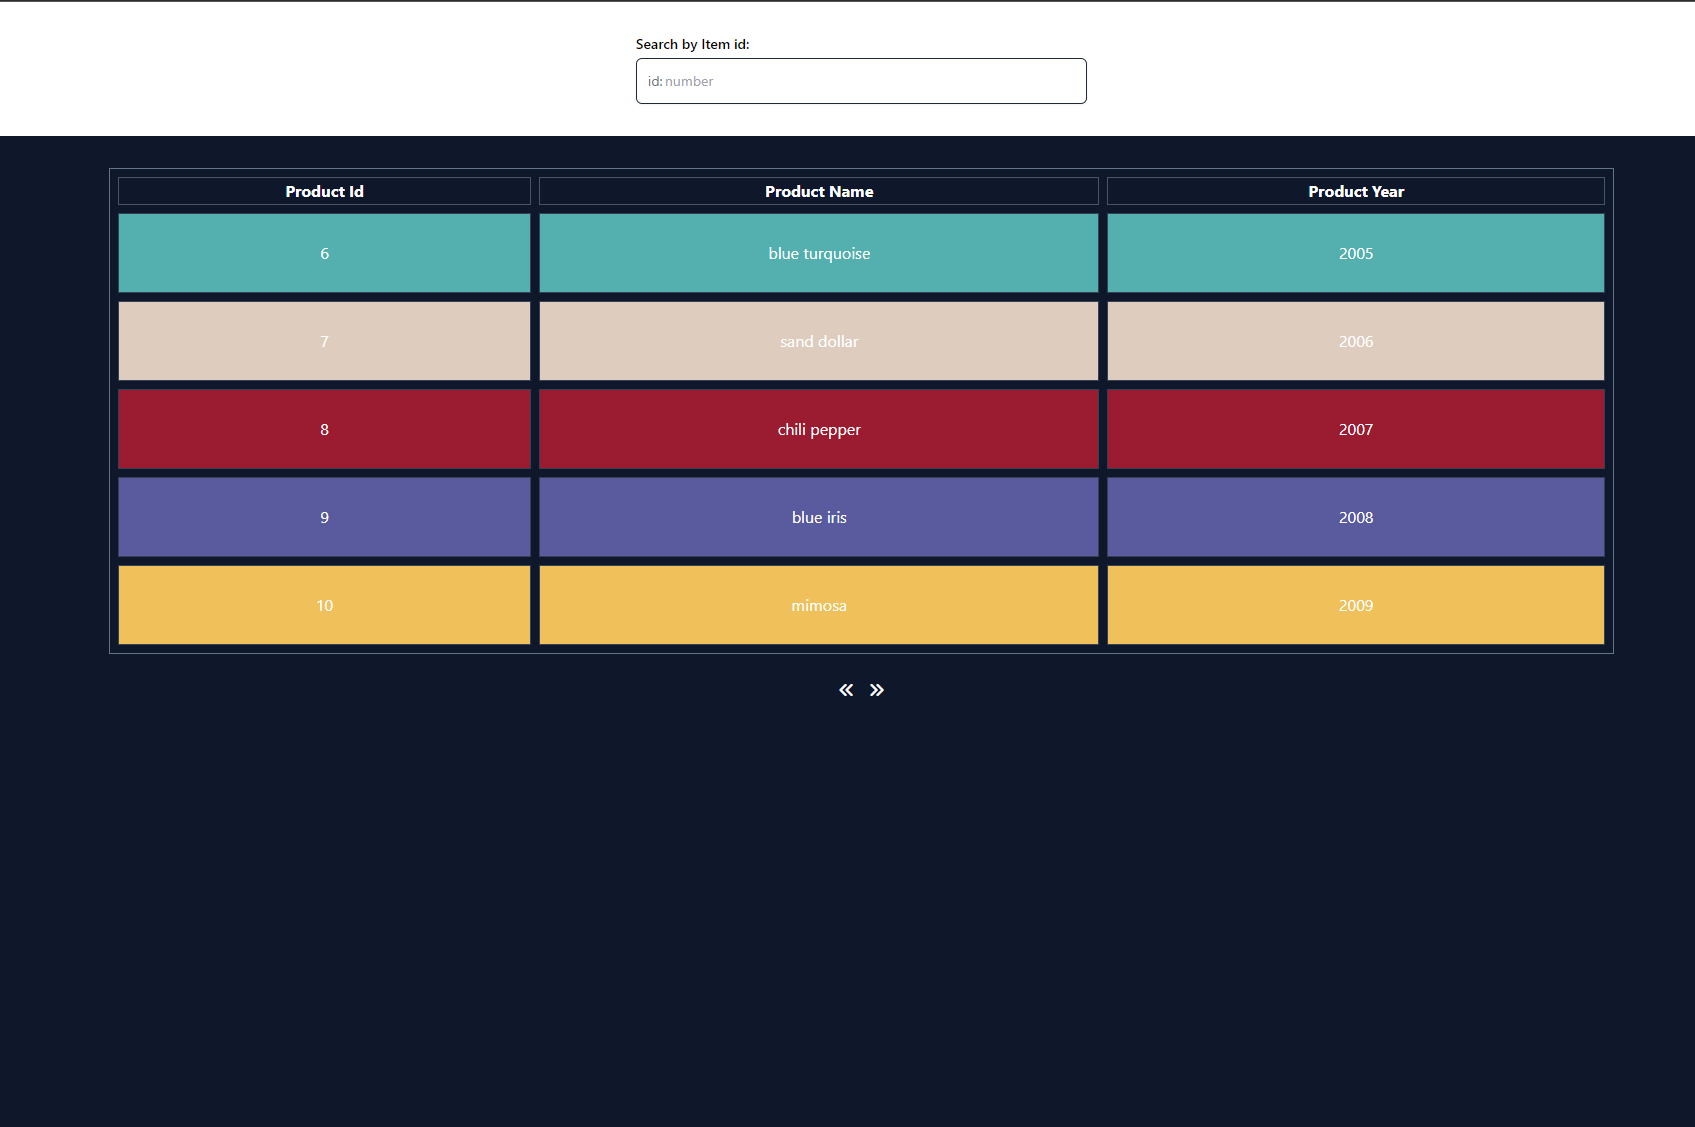 Search by Item id:
id: number
Product Id Product Name Product Year
6 blue turquoise 2005
7 sand dollar 2006
8 chili pepper 2007
9 blue iris 2008
10 mimosa 2009
« »